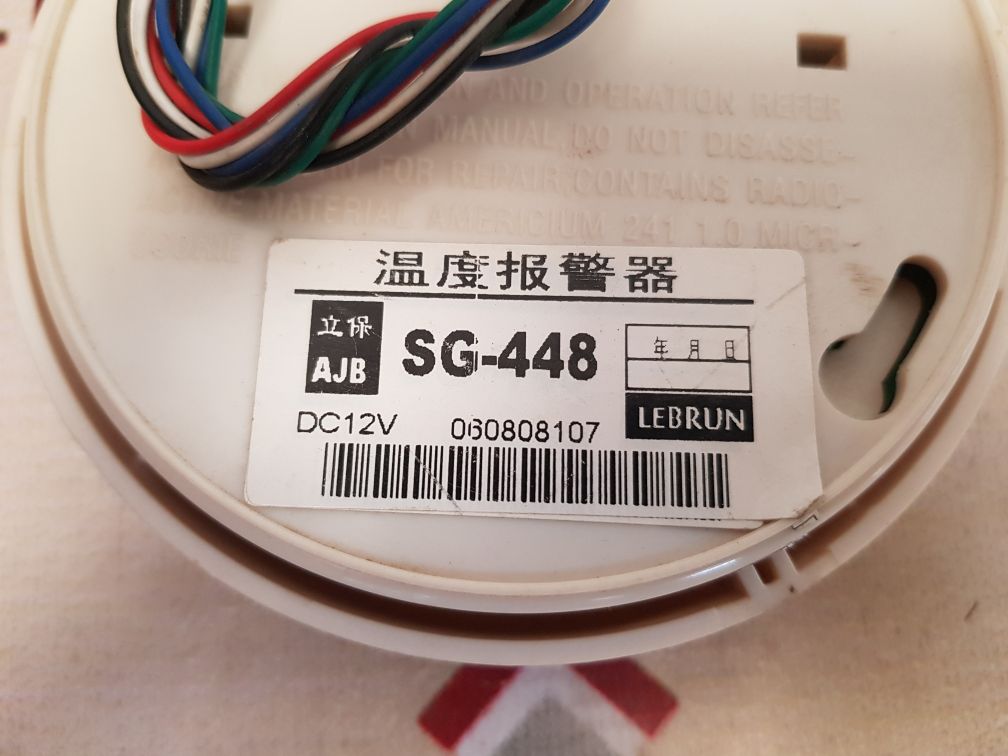 AND OPERATION REFER
MANUAL,DO NOT DISASSE-
FOR REPAIR,CONTAINS RADIO-
MATERIAL AMERICIUM 241 1.0 MICR-
温度报警器
立保
AJB
SG-448
年 月 日
LEBRUN
DC12V 060808107